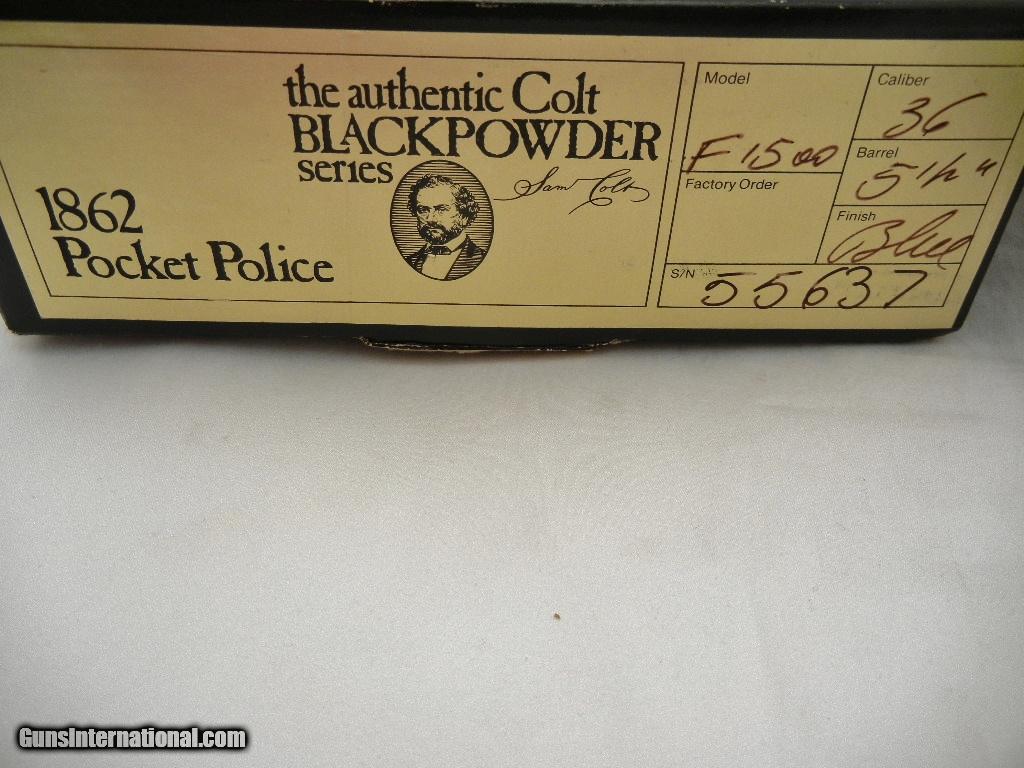 the authentic Colt
BLACKPOWDER
series
Sam Colt
1862
Pocket Police
Model
F1500
Caliber
36
Barrel
5 1/2"
Factory Order
Finish
Blue
S/N
55637
GunsInternational.com